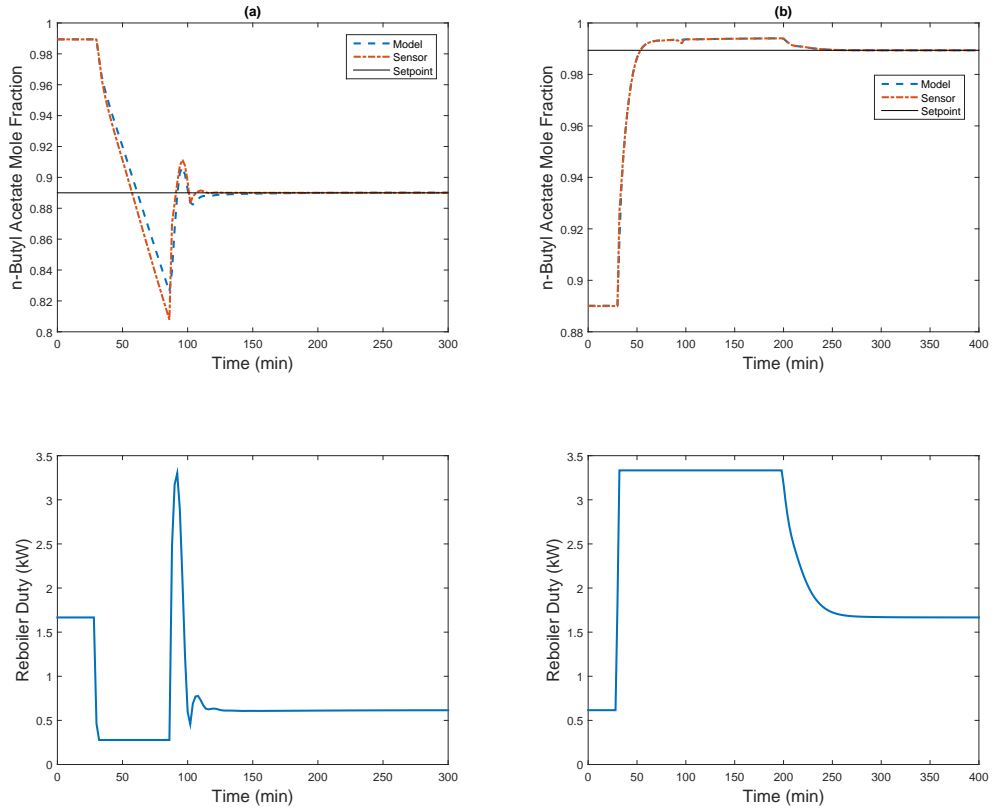 (a)
n-Butyl Acetate Mole Fraction
1
0.98
0.96
0.94
0.92
0.9
0.88
0.86
0.84
0.82
0.8
Model
Sensor
Setpoint
0 50 100 150 200 250 300
Time (min)
(b)
n-Butyl Acetate Mole Fraction
1
0.98
0.96
0.94
0.92
0.9
0.88
Model
Sensor
Setpoint
0 50 100 150 200 250 300 350 400
Time (min)
Reboiler Duty (kW)
3.5
3
2.5
2
1.5
1
0.5
0
0 50 100 150 200 250 300
Time (min)
Reboiler Duty (kW)
3.5
3
2.5
2
1.5
1
0.5
0
0 50 100 150 200 250 300 350 400
Time (min)